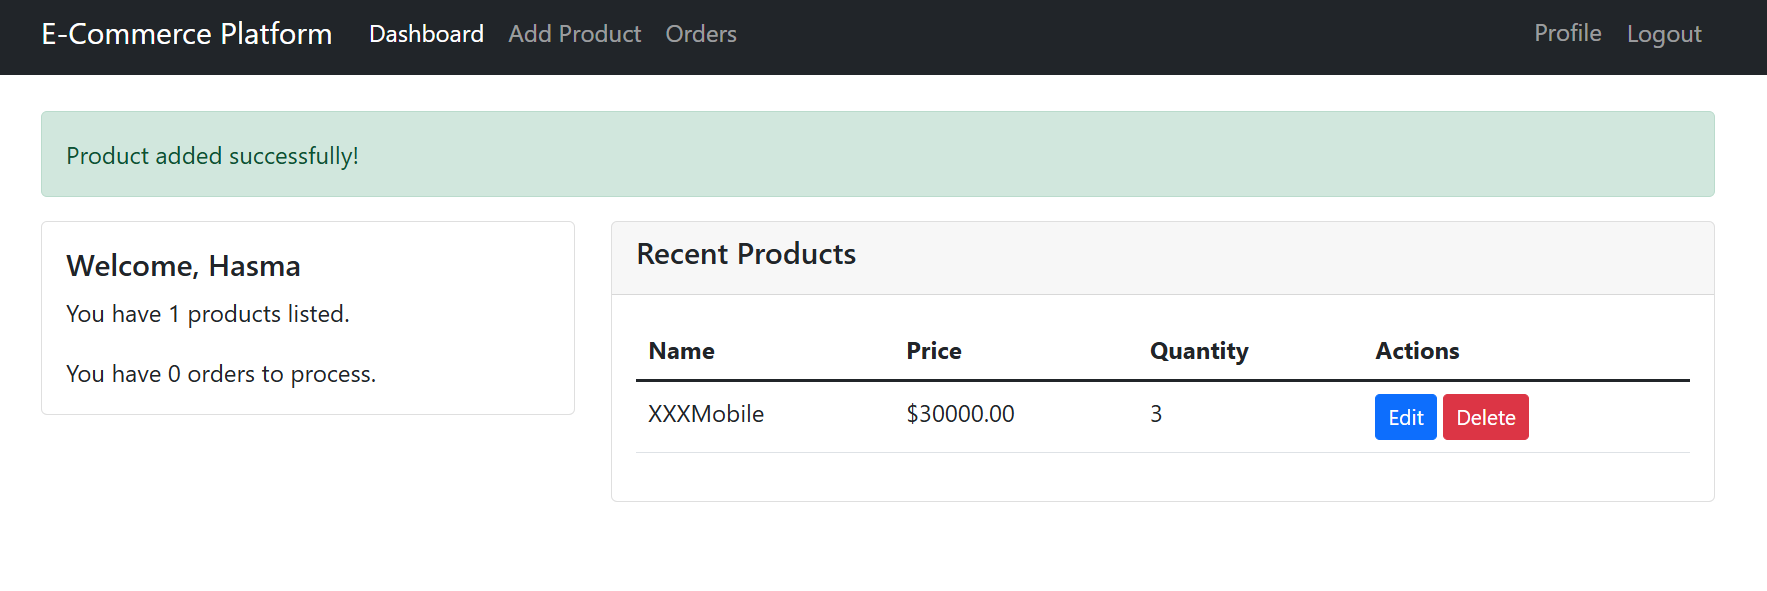 E-Commerce Platform Dashboard Add Product Orders Profile Logout
Product added successfully!
Welcome, Hasma
You have 1 products listed.
You have 0 orders to process.
Recent Products
Name Price Quantity Actions
XXXMobile $30000.00 3 Edit Delete